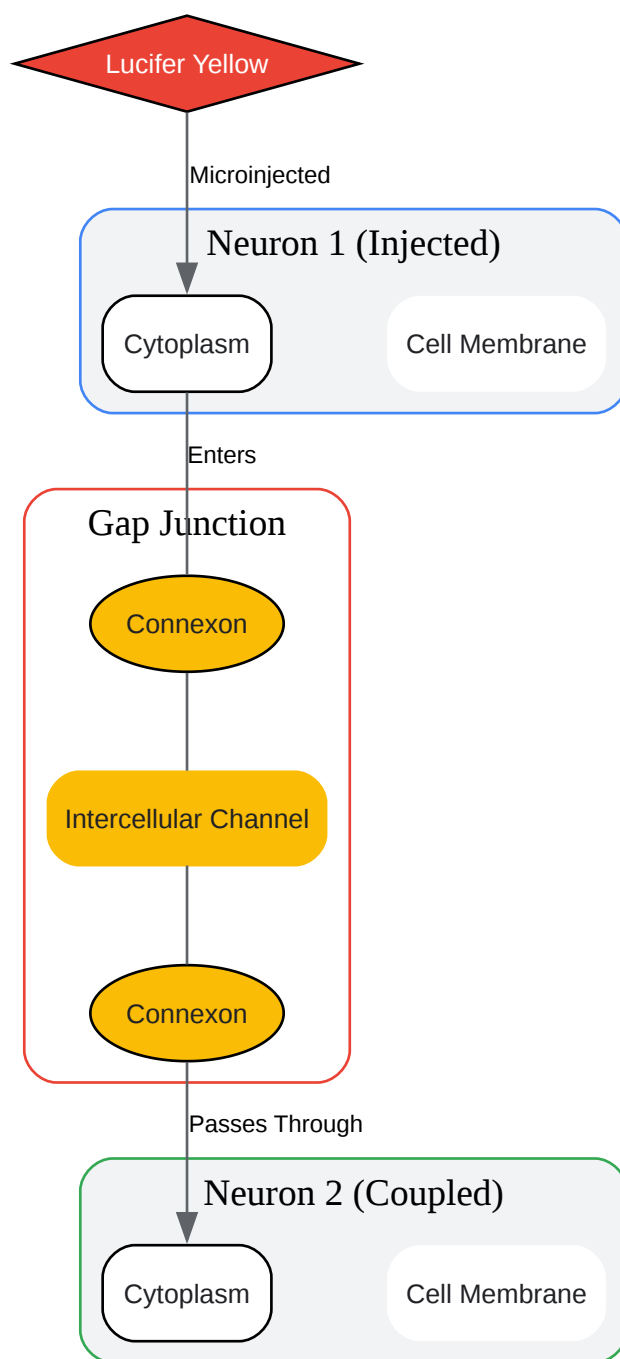 Lucifer Yellow
Microinjected
Neuron 1 (Injected)
Cytoplasm
Cell Membrane
Enters
Gap Junction
Connexon
Intercellular Channel
Connexon
Passes Through
Neuron 2 (Coupled)
Cytoplasm
Cell Membrane